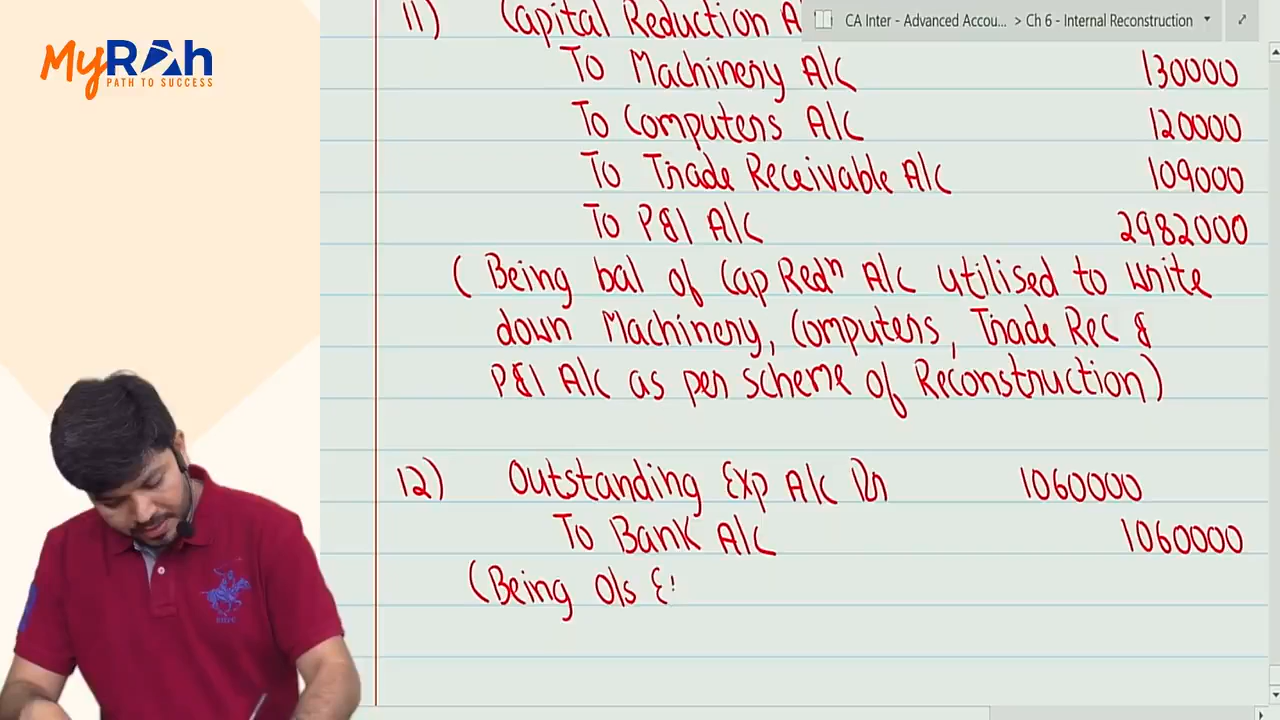 MyRAh
PATH TO SUCCESS
CA Inter - Advanced Accou... > Ch 6 - Internal Reconstruction
11) Capital Reduction A
To Machinery A/c 130000
To Computers A/c 120000
To Trade Receivable A/c 109000
To P&l A/c 2982000
(Being bal of Cap Redⁿ A/c utilised to write
down Machinery, Computers, Trade Rec &
P&l A/c as per scheme of Reconstruction)
12) Outstanding Exp A/c Dr 1060000
To Bank A/c 1060000
(Being O/s